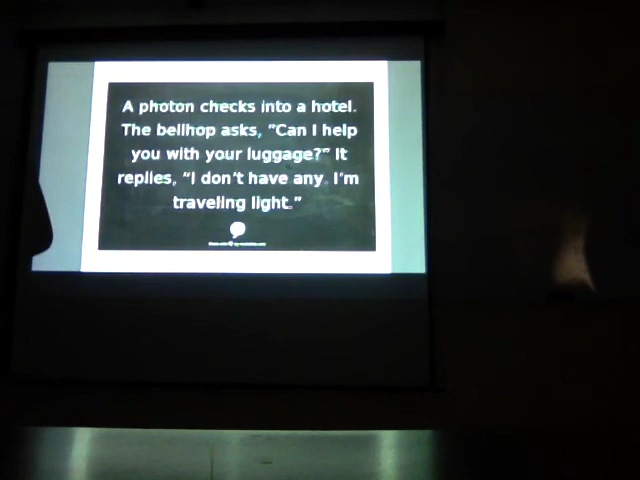 A photon checks into a hotel.
The bellhop asks, "Can I help
you with your luggage?" It
replies, "I don't have any. I'm
traveling light."